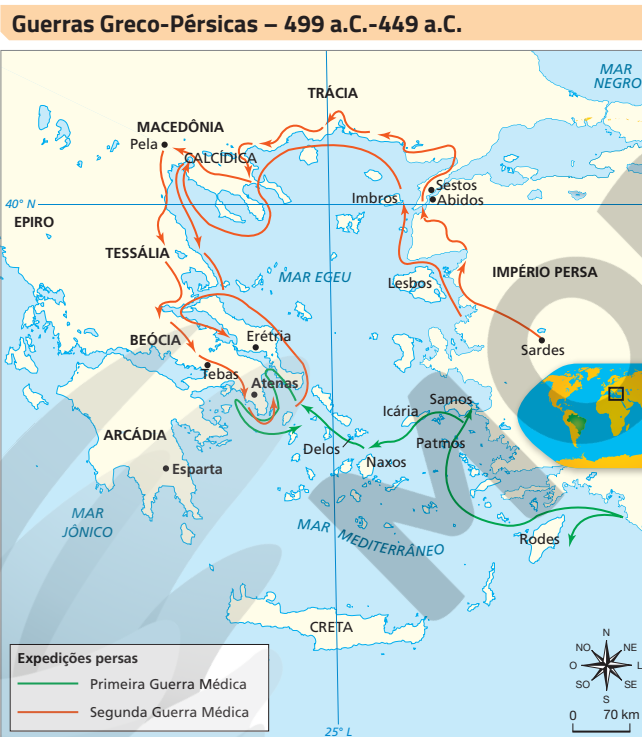 Guerras Greco-Pérsicas – 499 a.C.-449 a.C.
MAR
NEGRO
TRÁCIA
MACEDÔNIA
Pela
CALCÍDICA
Sestos
Abidos
Imbros
40° N
EPIRO
TESSÁLIA
MAR EGEU
IMPÉRIO PERSA
Lesbos
BEÓCIA
Erétria
Sardes
Tebas
Atenas
Samos
Icária
ARCÁDIA
Patmos
Delos
Naxos
Esparta
MAR
JÔNICO
MAR MEDITERRÂNEO
Rodes
CRETA
Expedições persas
Primeira Guerra Médica
Segunda Guerra Médica
N
NO NE
O L
SO SE
S
0 70 km
25° L